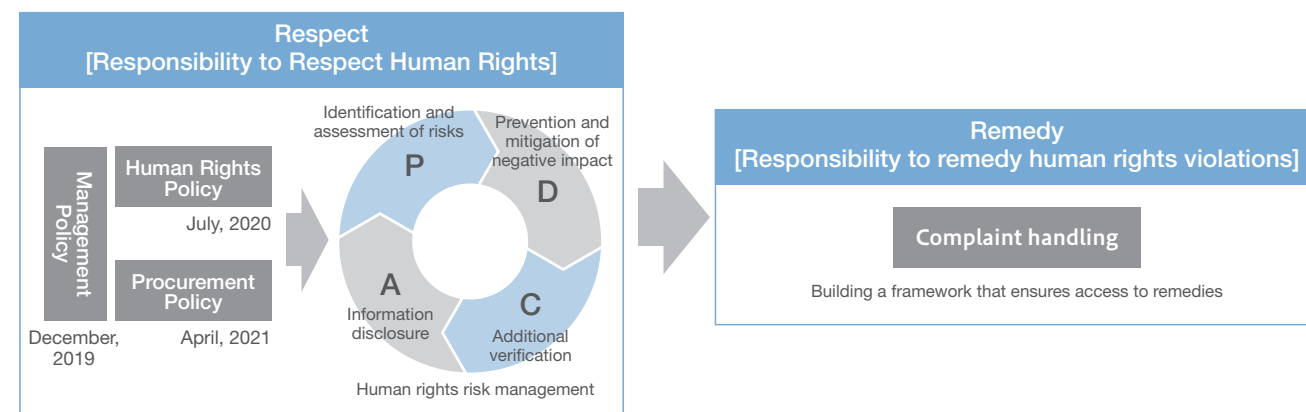 Respect
[Responsibility to Respect Human Rights]
Management
Policy
December,
2019
Human Rights
Policy
July, 2020
Procurement
Policy
April, 2021
Identification and
assessment of risks
P
Prevention and
mitigation of
negative impact
D
C
Additional
verification
A
Information
disclosure
Human rights risk management
Remedy
[Responsibility to remedy human rights violations]
Complaint handling
Building a framework that ensures access to remedies